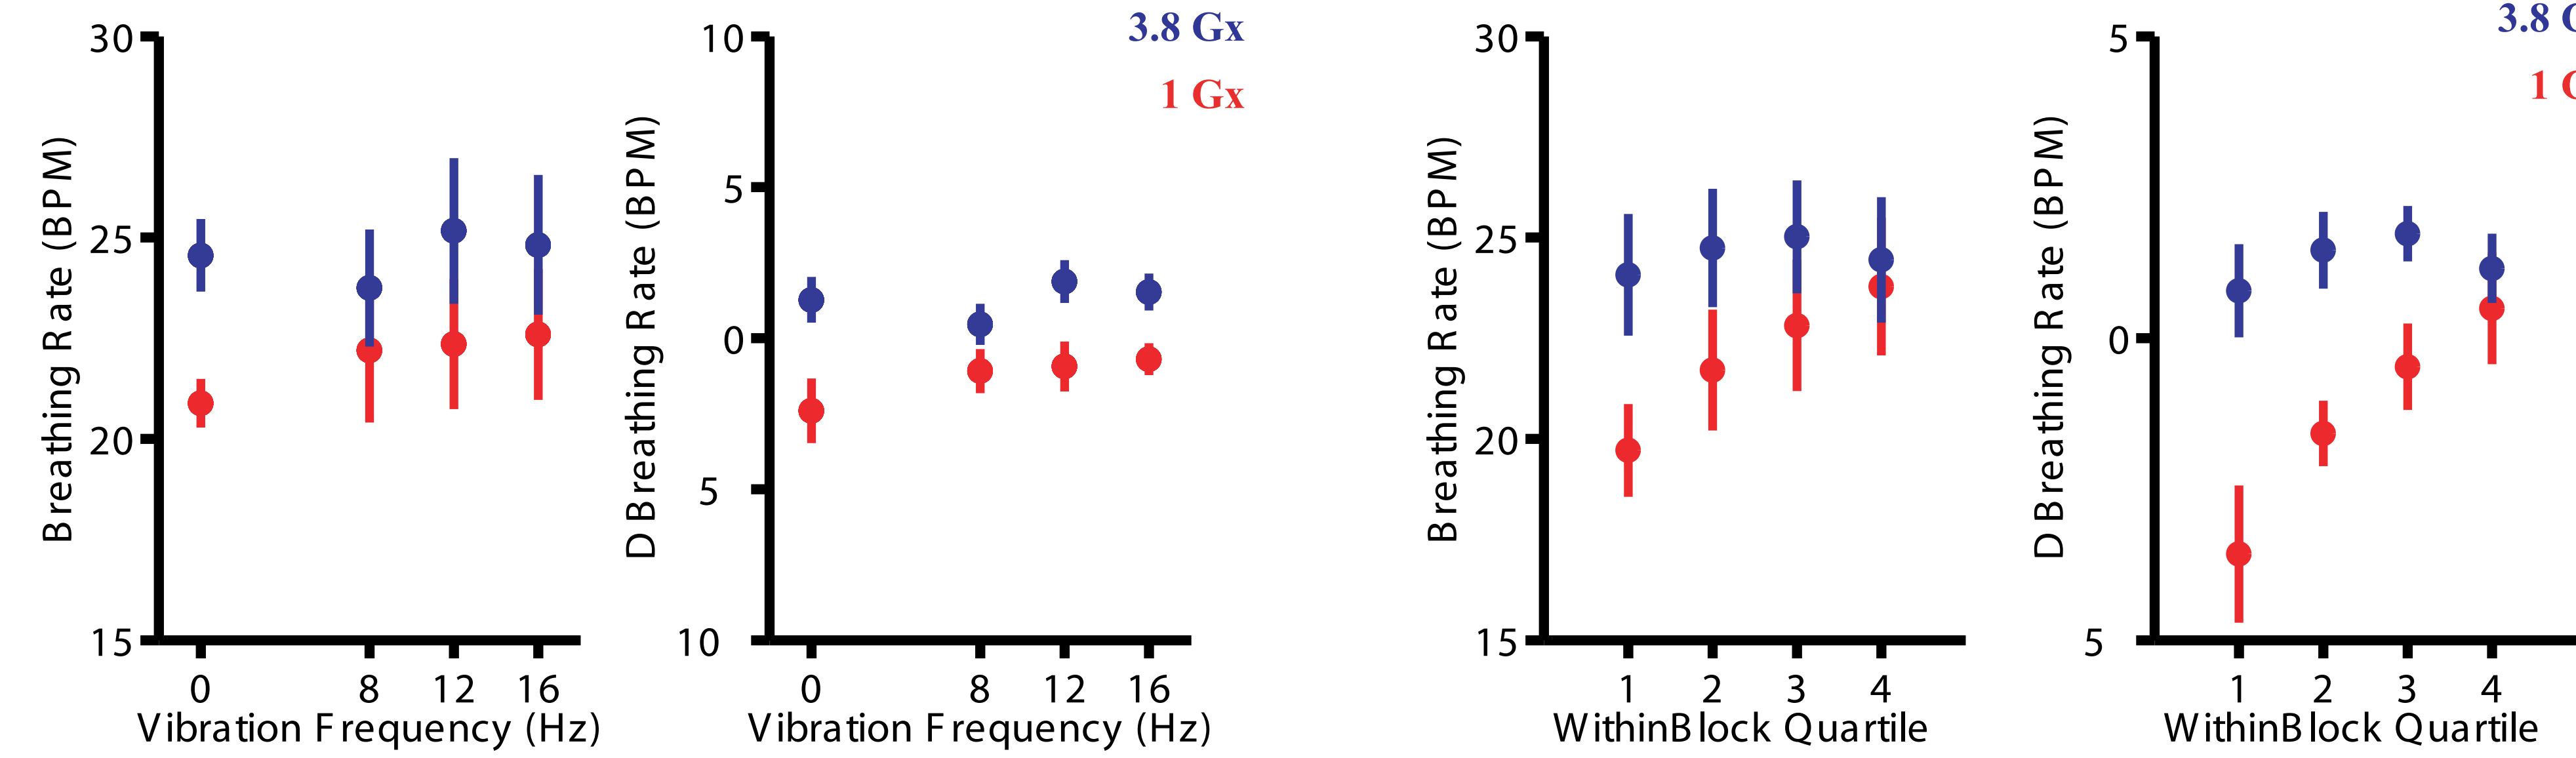 Breathing Rate (BPM)
30
25
20
15
0 8 12 16
Vibration Frequency (Hz)
D Breathing Rate (BPM)
10
5
0
5
10
0 8 12 16
Vibration Frequency (Hz)
3.8 Gx
1 Gx
Breathing Rate (BPM)
30
25
20
15
1 2 3 4
WithinBlock Quartile
D Breathing Rate (BPM)
5
0
5
1 2 3 4
WithinBlock Quartile
3.8
1